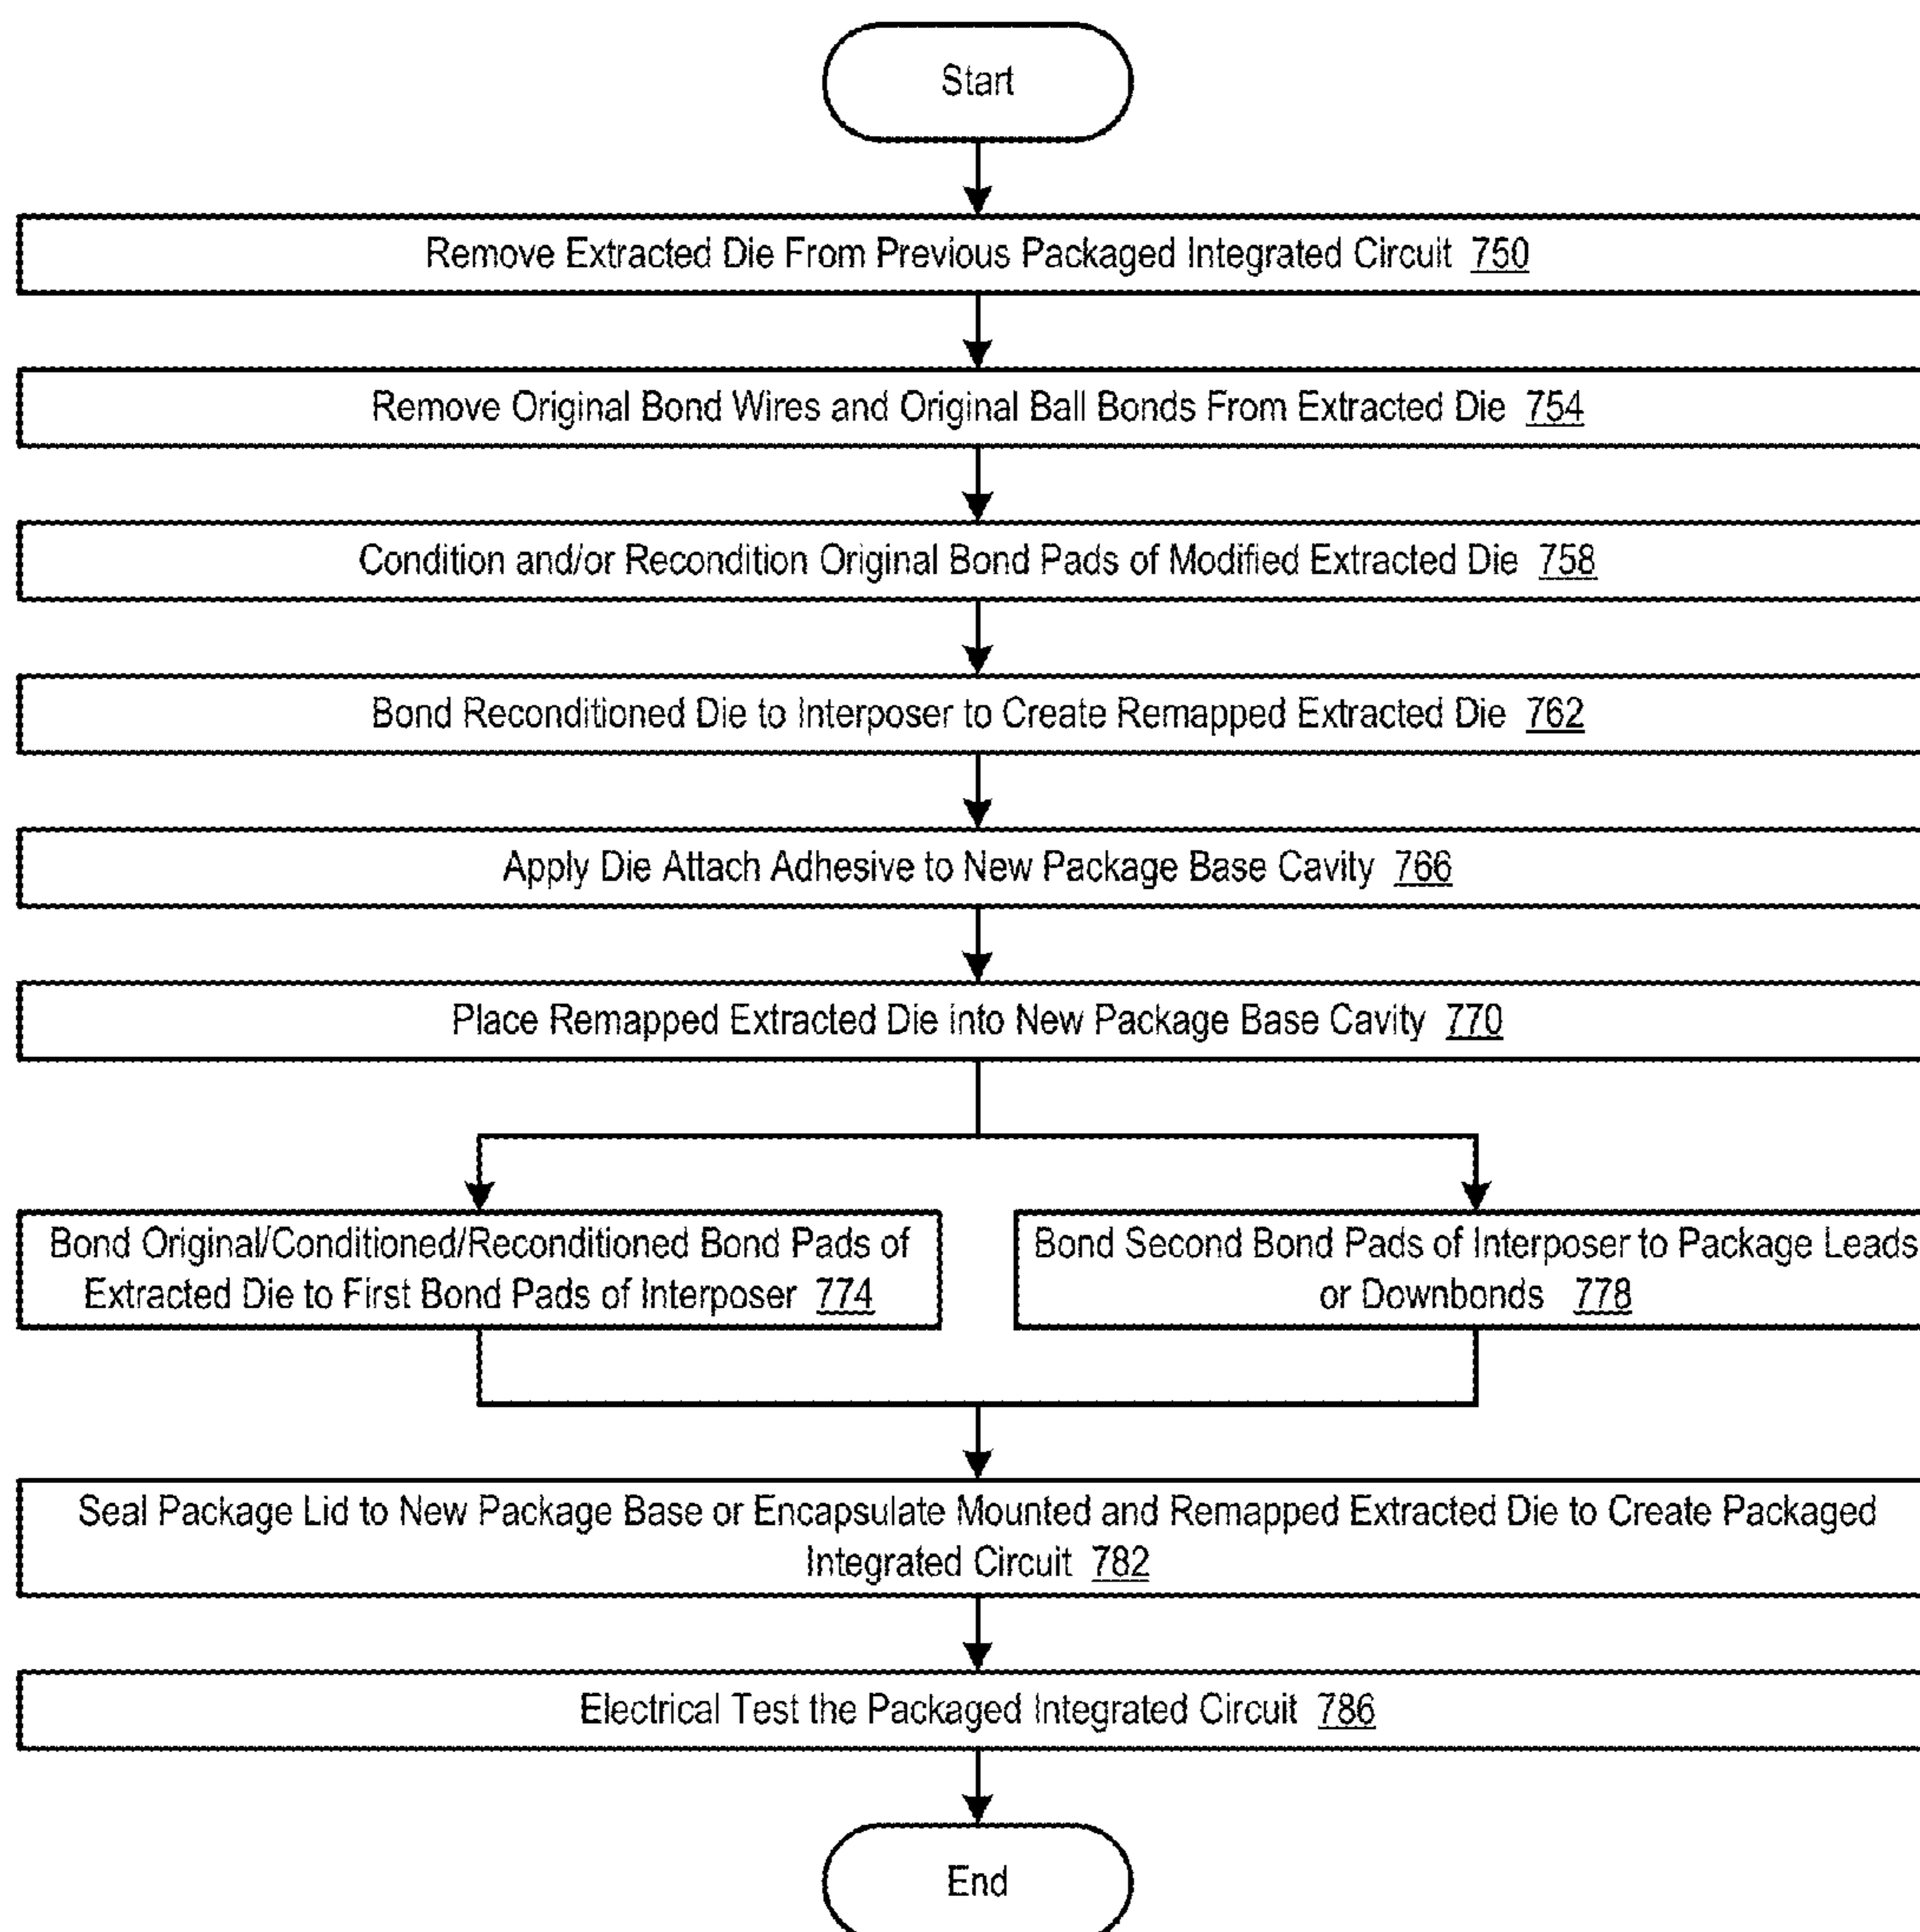 Start
Remove Extracted Die From Previous Packaged Integrated Circuit 750
Remove Original Bond Wires and Original Ball Bonds From Extracted Die 754
Condition and/or Recondition Original Bond Pads of Modified Extracted Die 758
Bond Reconditioned Die to Interposer to Create Remapped Extracted Die 762
Apply Die Attach Adhesive to New Package Base Cavity 766
Place Remapped Extracted Die into New Package Base Cavity 770
Bond Original/Conditioned/Reconditioned Bond Pads of
Extracted Die to First Bond Pads of Interposer 774
Bond Second Bond Pads of Interposer to Package Leads
or Downbonds 778
Seal Package Lid to New Package Base or Encapsulate Mounted and Remapped Extracted Die to Create Packaged
Integrated Circuit 782
Electrical Test the Packaged Integrated Circuit 786
End